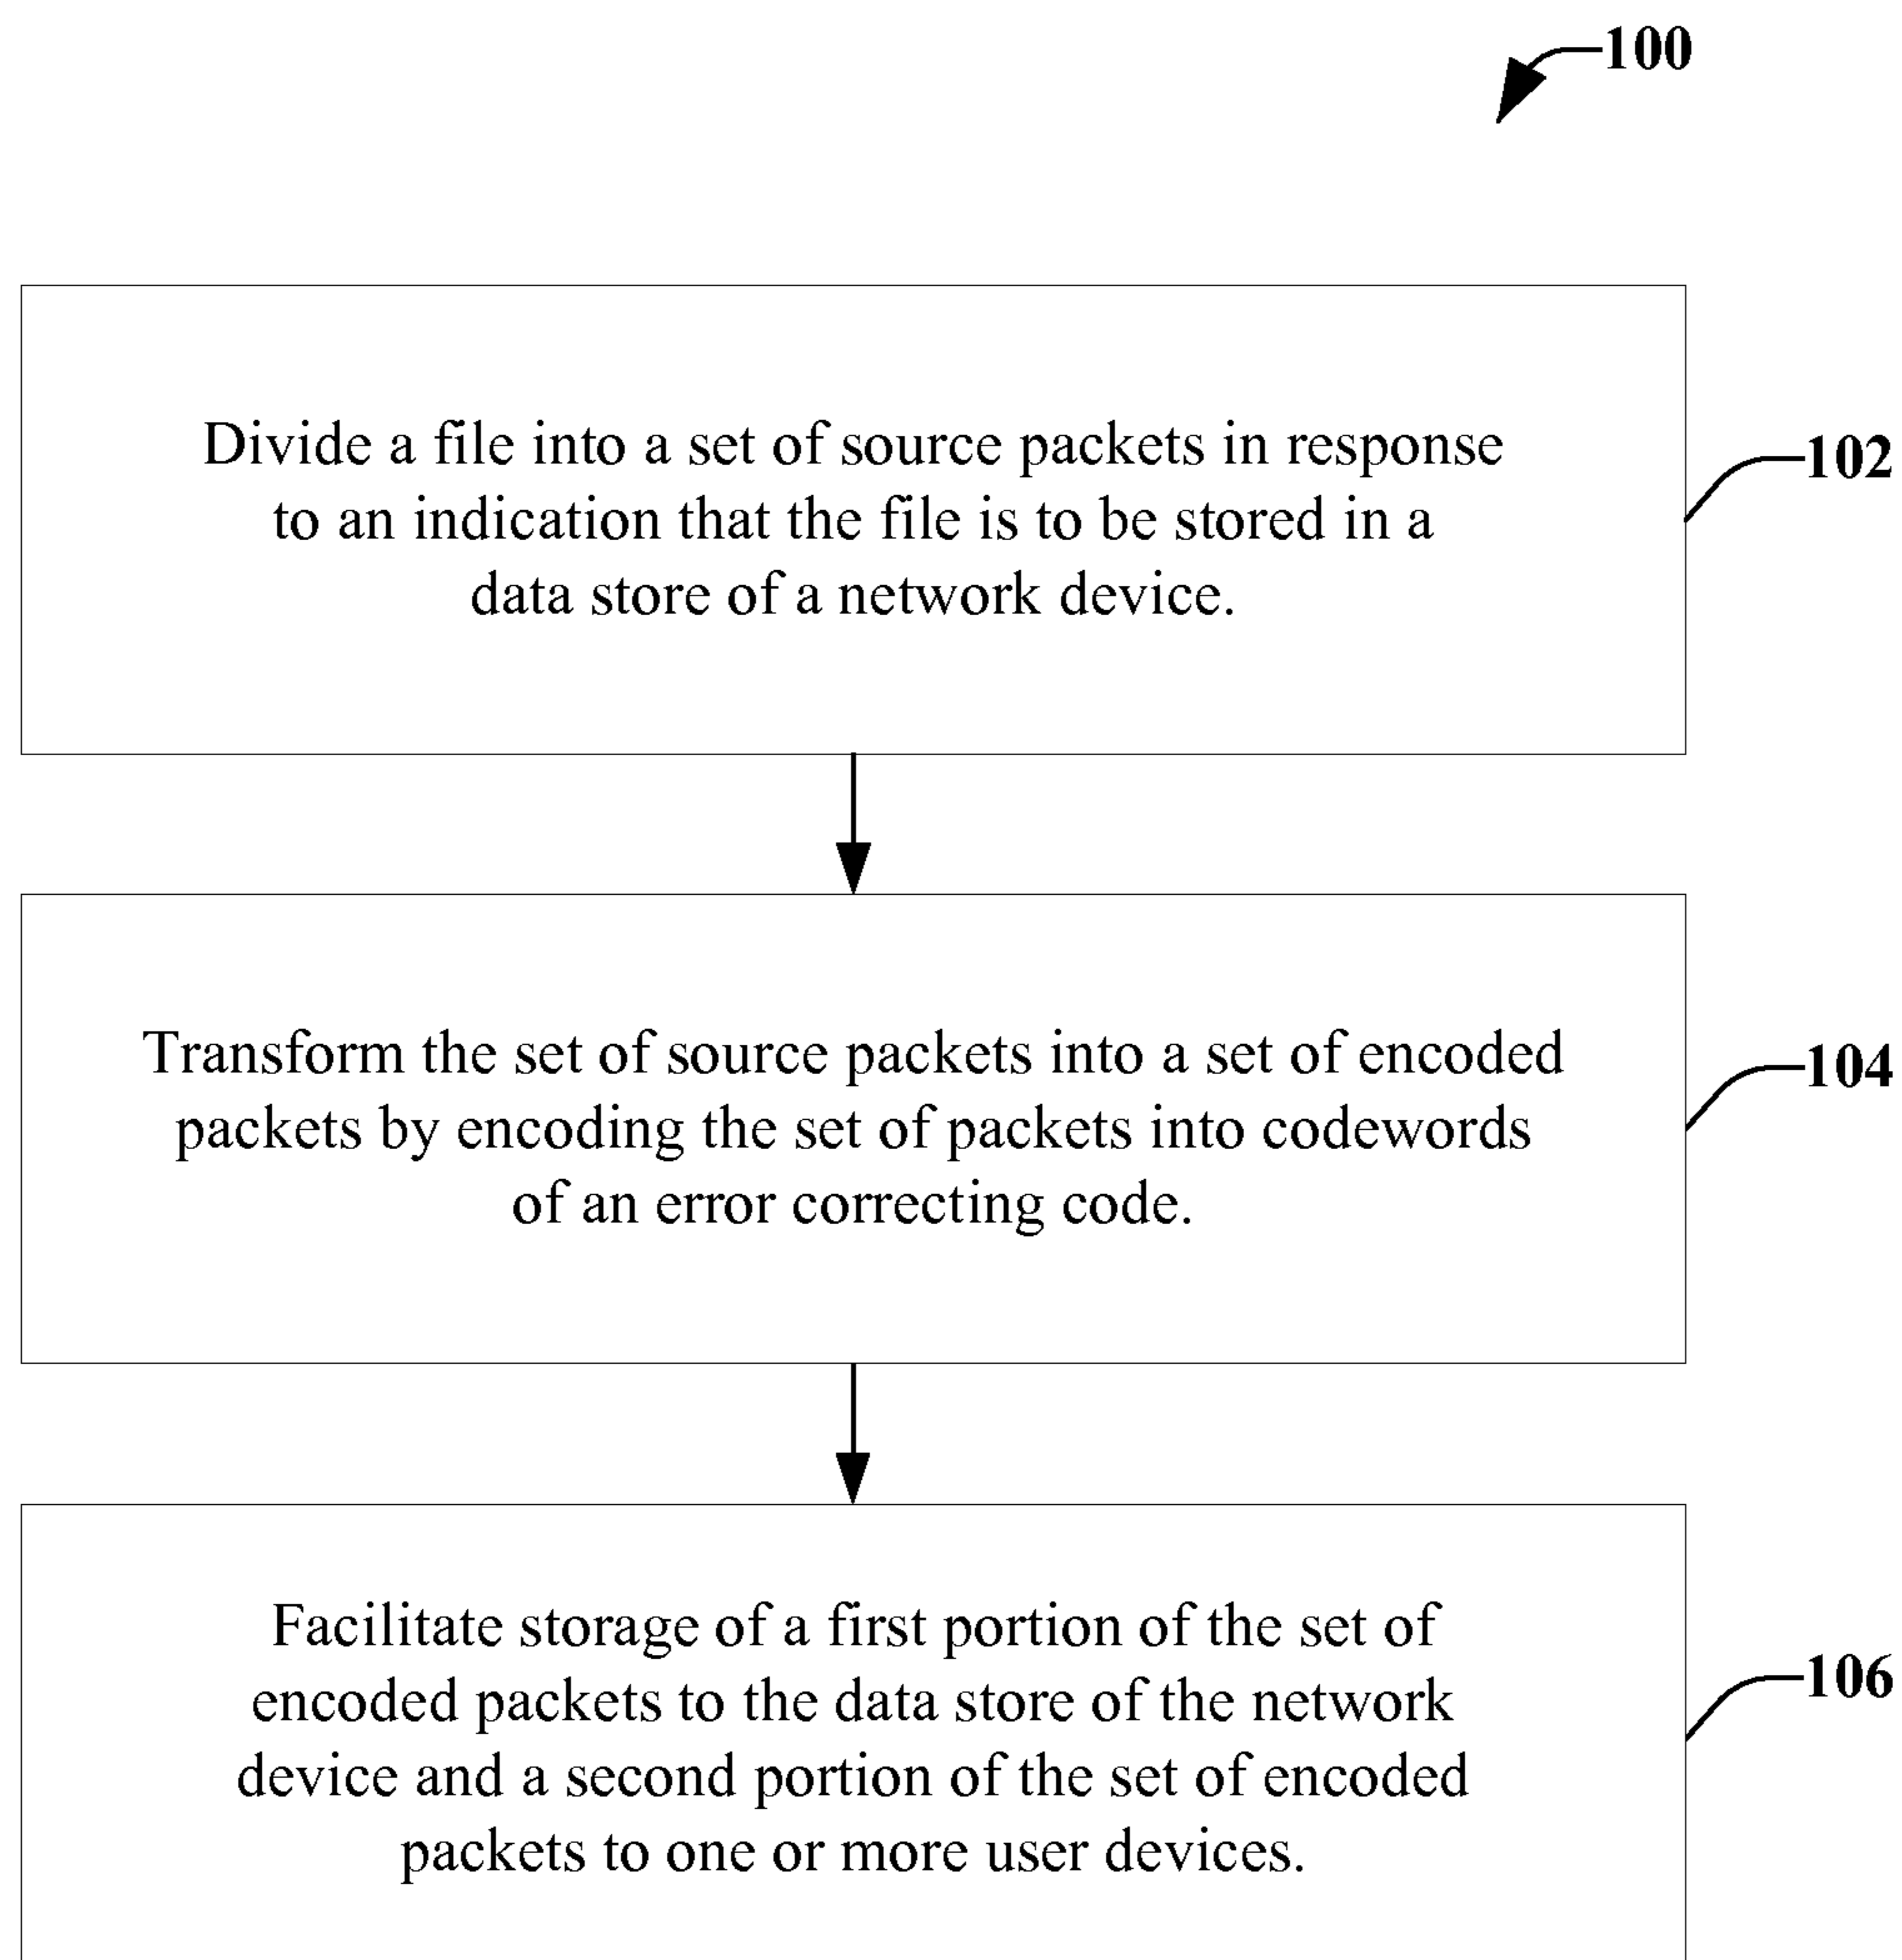 100
Divide a file into a set of source packets in response
to an indication that the file is to be stored in a
data store of a network device.
102
Transform the set of source packets into a set of encoded
packets by encoding the set of packets into codewords
of an error correcting code.
104
Facilitate storage of a first portion of the set of
encoded packets to the data store of the network
device and a second portion of the set of encoded
packets to one or more user devices.
106